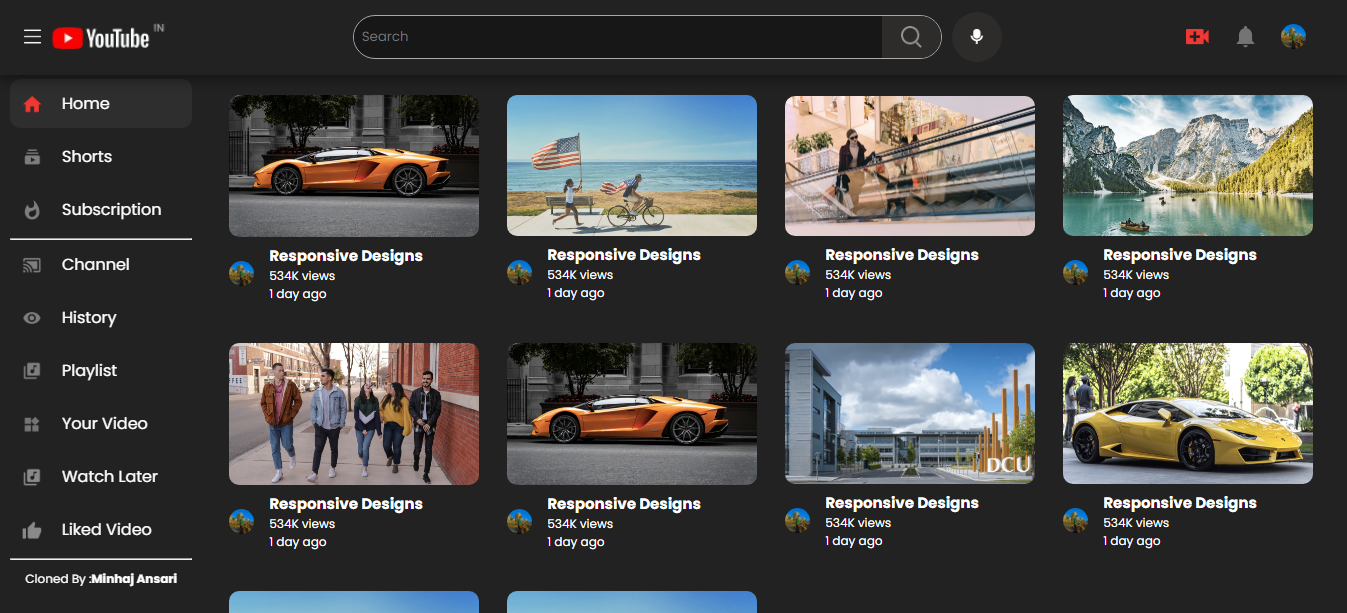 YouTube IN
Search
Home
Shorts
Subscription
Channel
History
Playlist
Your Video
Watch Later
Liked Video
Cloned By :Minhaj Ansari
Responsive Designs
534K views
1 day ago
Responsive Designs
534K views
1 day ago
Responsive Designs
534K views
1 day ago
Responsive Designs
534K views
1 day ago
DCU
Responsive Designs
534K views
1 day ago
Responsive Designs
534K views
1 day ago
Responsive Designs
534K views
1 day ago
Responsive Designs
534K views
1 day ago